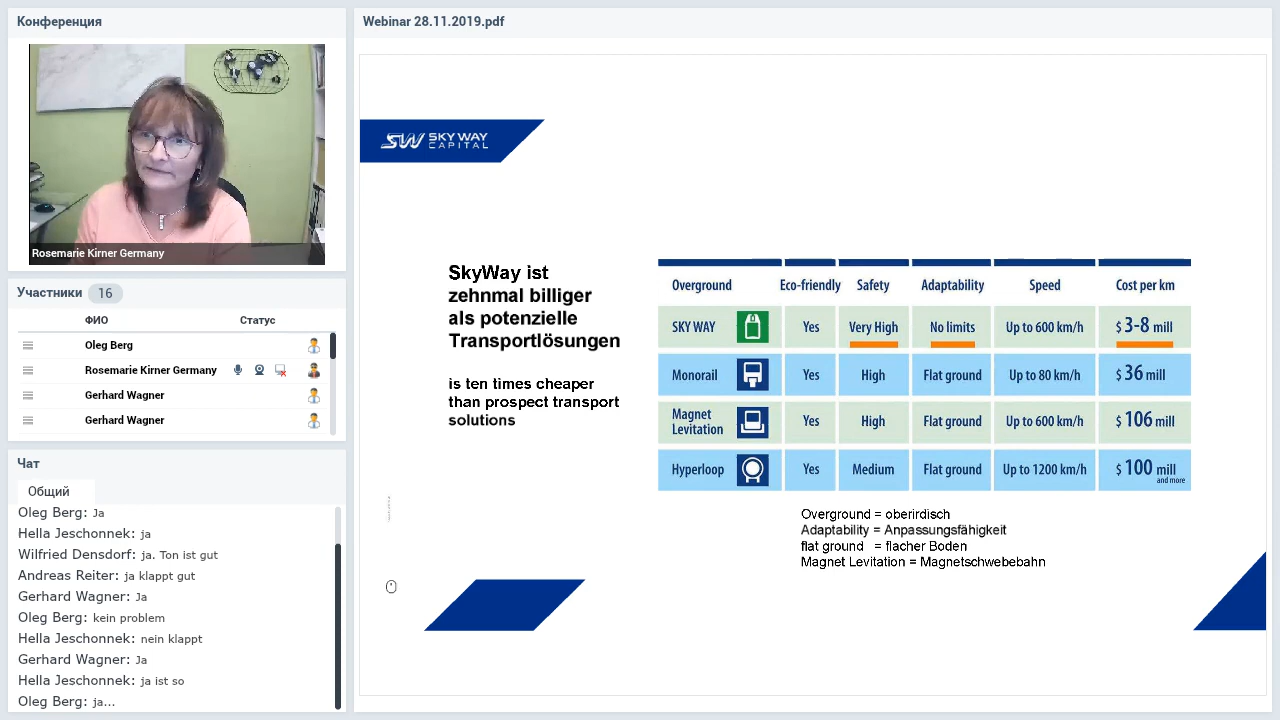 Конференция
Rosemarie Kirner Germany
Участники 16
ФИО Статус
Oleg Berg
Rosemarie Kirner Germany
Gerhard Wagner
Gerhard Wagner
Чат
Общий
Oleg Berg: Ja
Hella Jeschonnek: ja
Wilfried Densdorf: ja. Ton ist gut
Andreas Reiter: ja klappt gut
Gerhard Wagner: Ja
Oleg Berg: kein problem
Hella Jeschonnek: nein klappt
Gerhard Wagner: Ja
Hella Jeschonnek: ja ist so
Oleg Berg: ja...
Webinar 28.11.2019.pdf
SW SKY WAY
CAPITAL
SkyWay ist
zehnmal billiger
als potenzielle
Transportlösungen
is ten times cheaper
than prospect transport
solutions
Overground Eco-friendly Safety Adaptability Speed Cost per km
SKY WAY Yes Very High No limits Up to 600 km/h $ 3-8 mill
Monorail Yes High Flat ground Up to 80 km/h $ 36 mill
Magnet
Levitation Yes High Flat ground Up to 600 km/h $ 106 mill
Hyperloop Yes Medium Flat ground Up to 1200 km/h $ 100 mill
and more
Overground = oberirdisch
Adaptability = Anpassungsfähigkeit
flat ground = flacher Boden
Magnet Levitation = Magnetschwebebahn